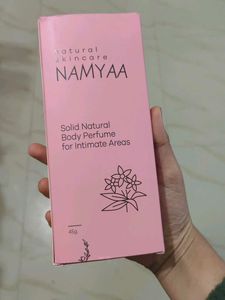 natural
skincare
NAMYAA
Solid Natural
Body Perfume
for Intimate Areas
45g